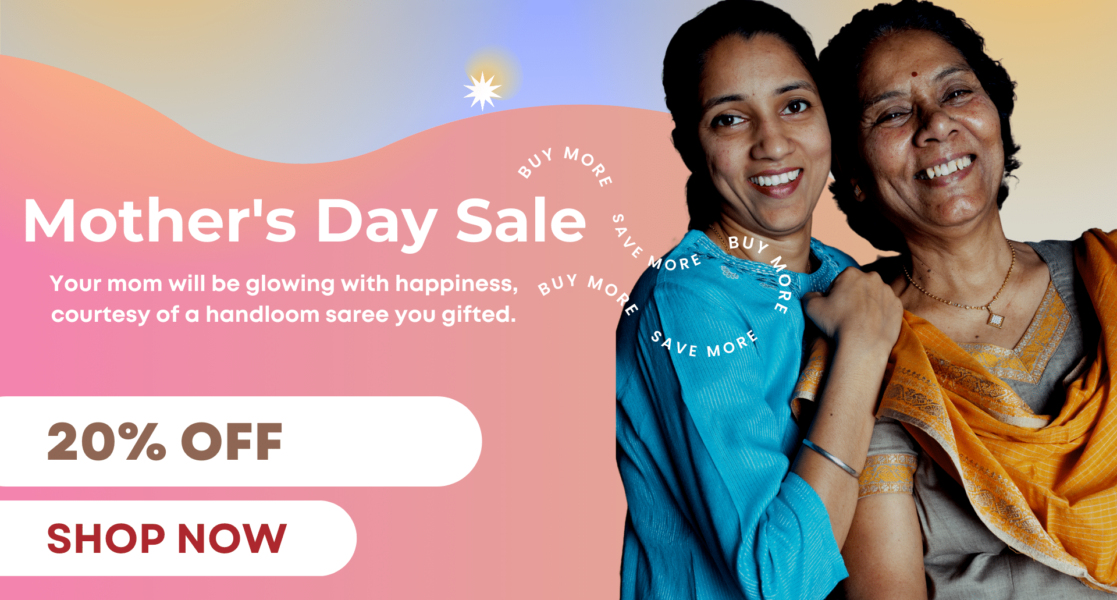 Mother's Day Sale
Your mom will be glowing with happiness,
courtesy of a handloom saree you gifted.
BUY MORE
SAVE MORE
BUY MORE
BUY MORE
SAVE MORE
20% OFF
SHOP NOW